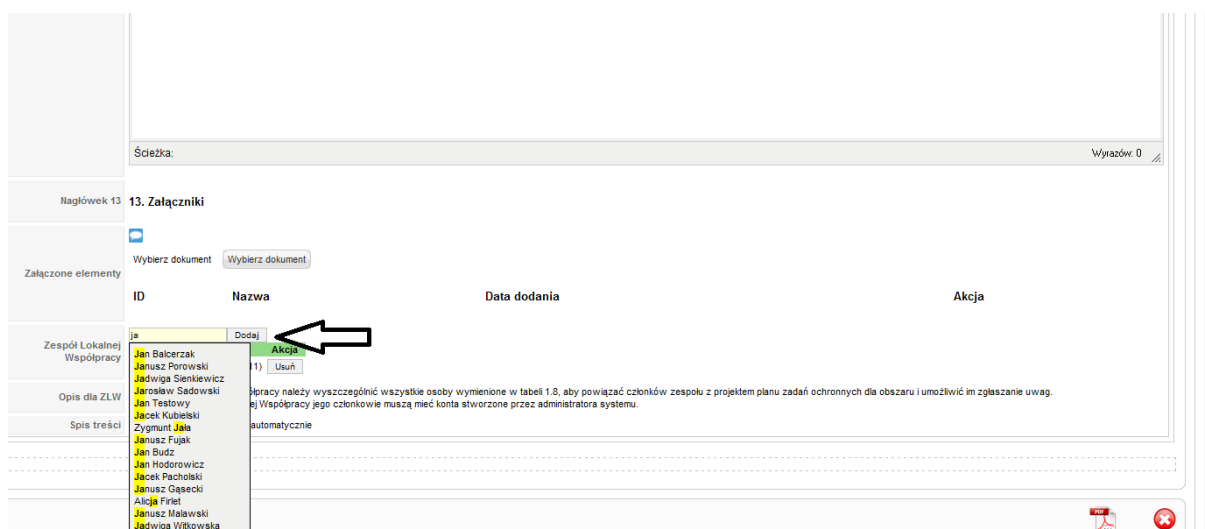 Ścieżka: Wyrazów: 0
Nagłówek 13 13. Załączniki
Załączone elementy
Wybierz dokument Wybierz dokument
ID Nazwa Data dodania Akcja
Zespół Lokalnej Współpracy
ja Dodaj
Akcja
11) Usuń
Jan Balcerzak
Janusz Porowski
Jadwiga Sienkiewicz
Jarosław Sadowski
Jan Testowy
Jacek Kubielski
Zygmunt Jała
Janusz Fujak
Jan Budz
Jan Hodorowicz
Jacek Pacholski
Janusz Gąsecki
Alicja Firlet
Janusz Malawski
Jadwiga Witkowska
Opis dla ZLW
współpracy należy wyszczególnić wszystkie osoby wymienione w tabeli 1.8, aby powiązać członków zespołu z projektem planu zadań ochronnych dla obszaru i umożliwić im zgłaszanie uwag.
ej Współpracy jego członkowie muszą mieć konta stworzone przez administratora systemu.
Spis treści automatycznie
PDF